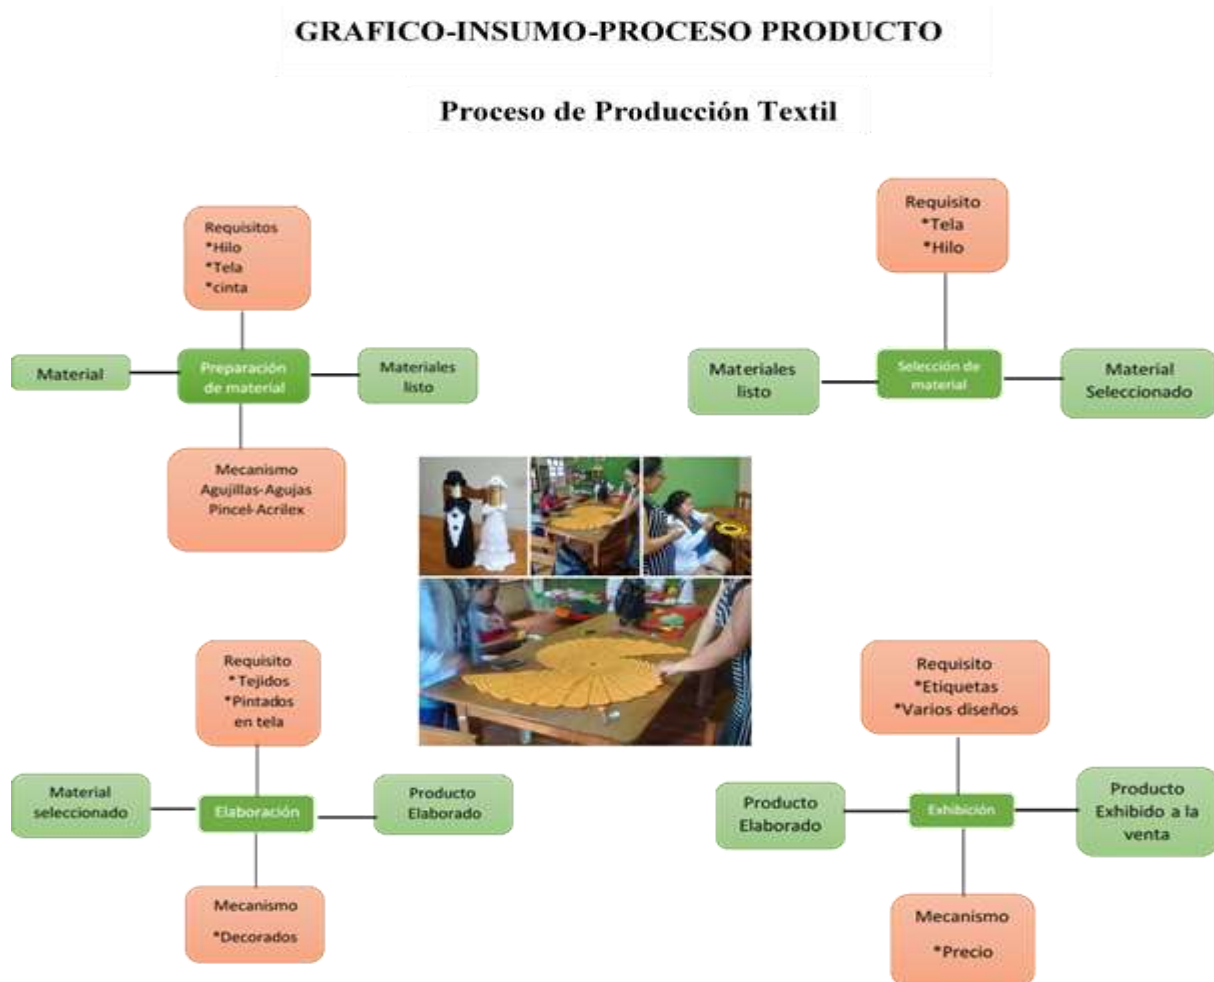 GRAFICO-INSUMO-PROCESO PRODUCTO
Proceso de Producción Textil
Requisitos
*Hilo
*Tela
*cinta
Material
Preparación
de material
Materiales
listo
Mecanismo
Agujillas-Agujas
Pincel-Acrilex
Requisito
*Tela
*Hilo
Materiales
listo
Selección de
material
Material
Seleccionado
Requisito
*Tejidos
*Pintados
en tela
Material
seleccionado
Elaboración
Producto
Elaborado
Mecanismo
*Decorados
Requisito
*Etiquetas
*Varios diseños
Producto
Elaborado
Exhibición
Producto
Exhibido a la
venta
Mecanismo
*Precio